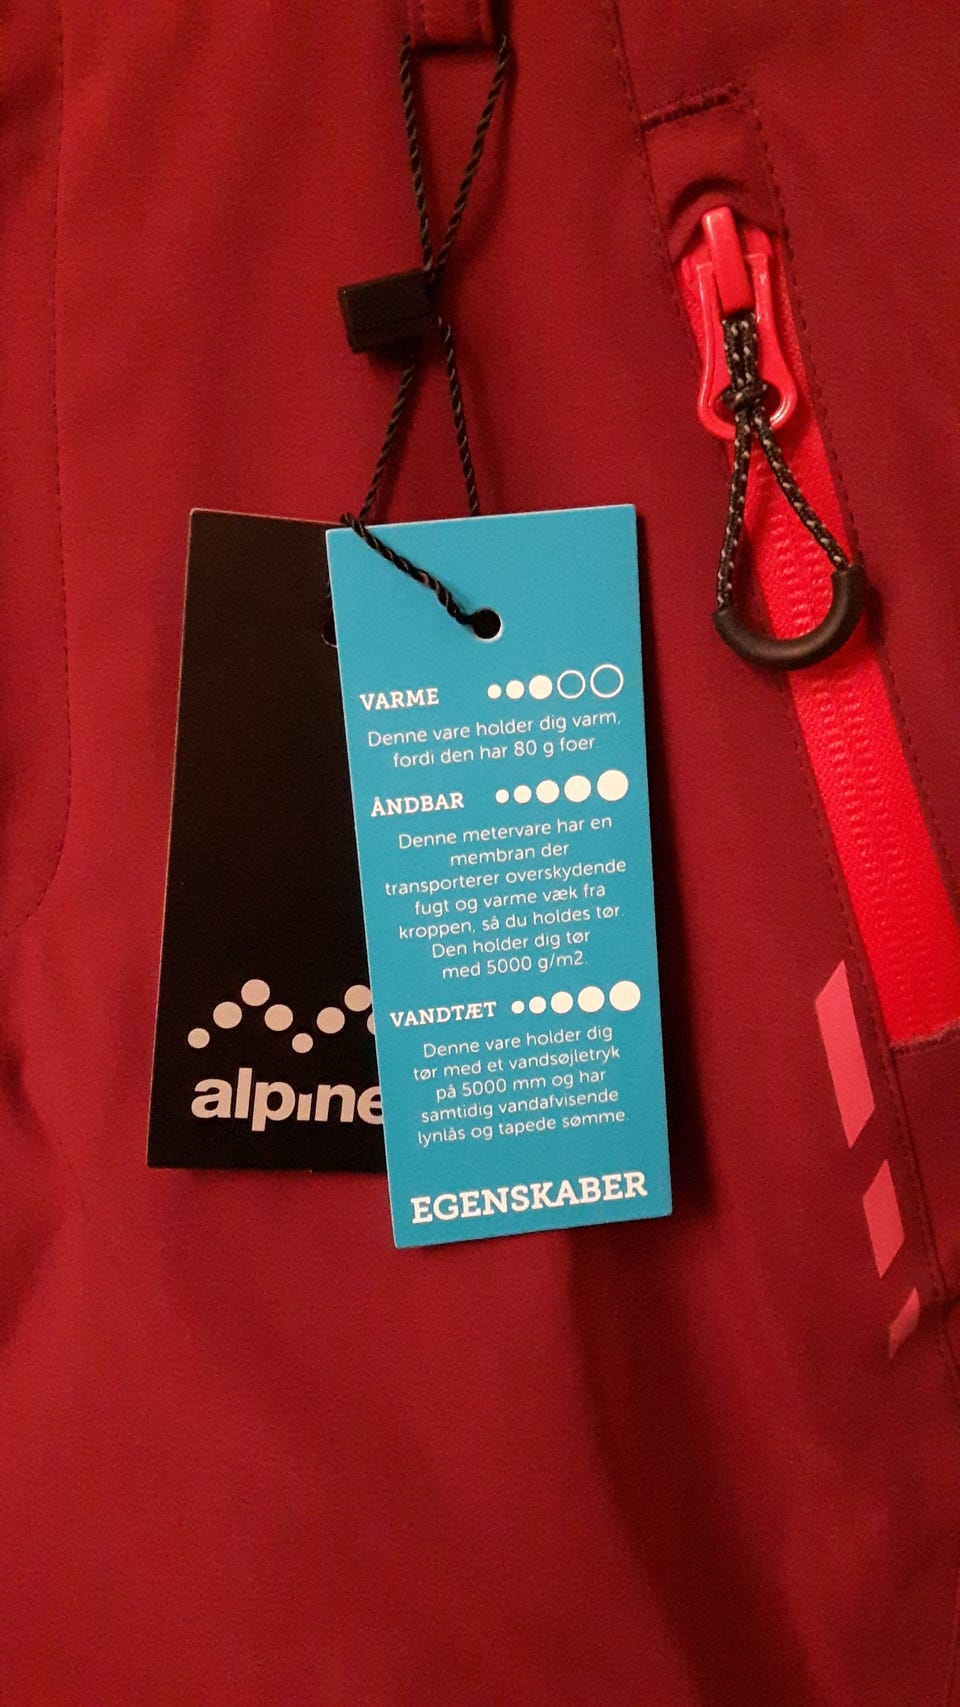 VARME
Denne vare holder dig varm,
fordi den har 80 g foer.
ÅNDBAR
Denne metervare har en
membran der
transporterer overskydende
fugt og varme væk fra
kroppen, så du holdes tør.
Den holder dig tør
med 5000 g/m2.
VANDTÆT
Denne vare holder dig
tør med et vandsøjletryk
på 5000 mm og har
samtidig vandafvisende
lynlås og tapede sømme.
EGENSKABER
alpine